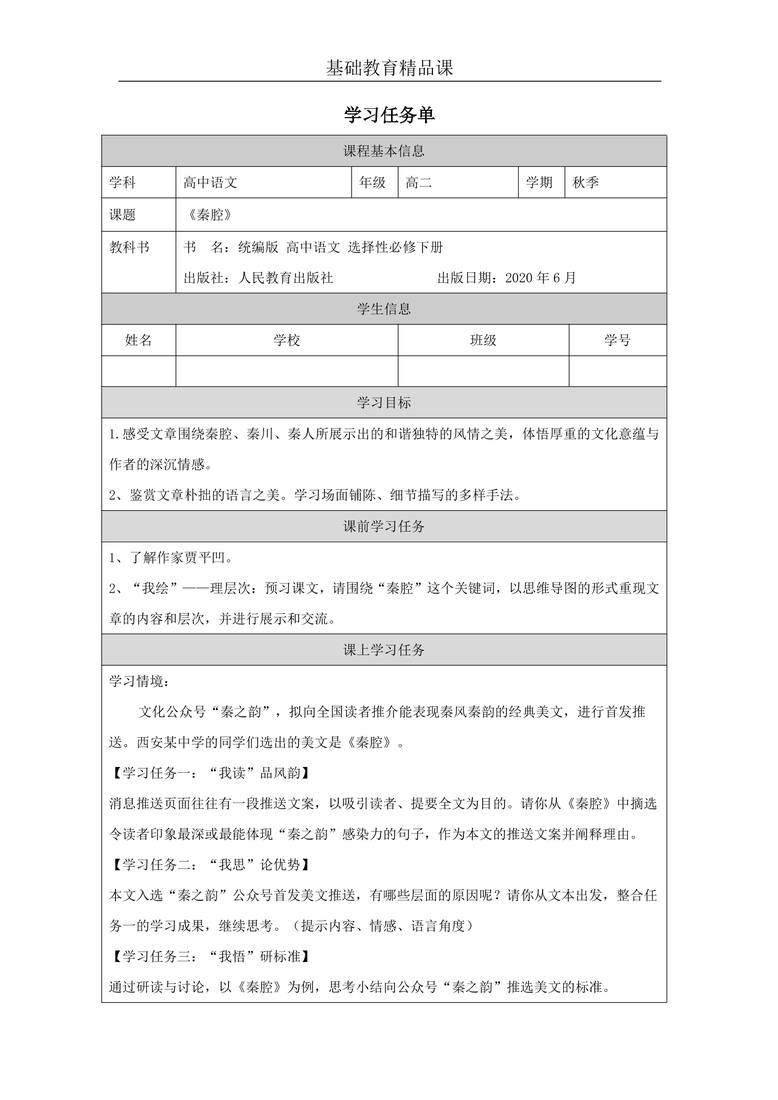 基础教育精品课
学习任务单
课程基本信息
学科 高中语文 年级 高二 学期 秋季
课题 《秦腔》
教科书 书 名：统编版 高中语文 选择性必修下册
出版社：人民教育出版社 出版日期：2020 年 6 月
学生信息
姓名 学校 班级 学号
学习目标
1.感受文章围绕秦腔、秦川、秦人所展示出的和谐独特的风情之美，体悟厚重的文化意蕴与
作者的深沉情感。
2、鉴赏文章朴拙的语言之美。学习场面铺陈、细节描写的多样手法。
课前学习任务
1、了解作家贾平凹。
2、“我绘”——理层次：预习课文，请围绕“秦腔”这个关键词，以思维导图的形式重现文
章的内容和层次，并进行展示和交流。
课上学习任务
学习情境：
文化公众号“秦之韵”，拟向全国读者推介能表现秦风秦韵的经典美文，进行首发推
送。西安某中学的同学们选出的美文是《秦腔》。
【学习任务一：“我读”品风韵】
消息推送页面往往有一段推送文案，以吸引读者、提要全文为目的。请你从《秦腔》中摘选
令读者印象最深或最能体现“秦之韵”感染力的句子，作为本文的推送文案并阐释理由。
【学习任务二：“我思”论优势】
本文入选“秦之韵”公众号首发美文推送，有哪些层面的原因呢？请你从文本出发，整合任
务一的学习成果，继续思考。（提示内容、情感、语言角度）
【学习任务三：“我悟”研标准】
通过研读与讨论，以《秦腔》为例，思考小结向公众号“秦之韵”推选美文的标准。